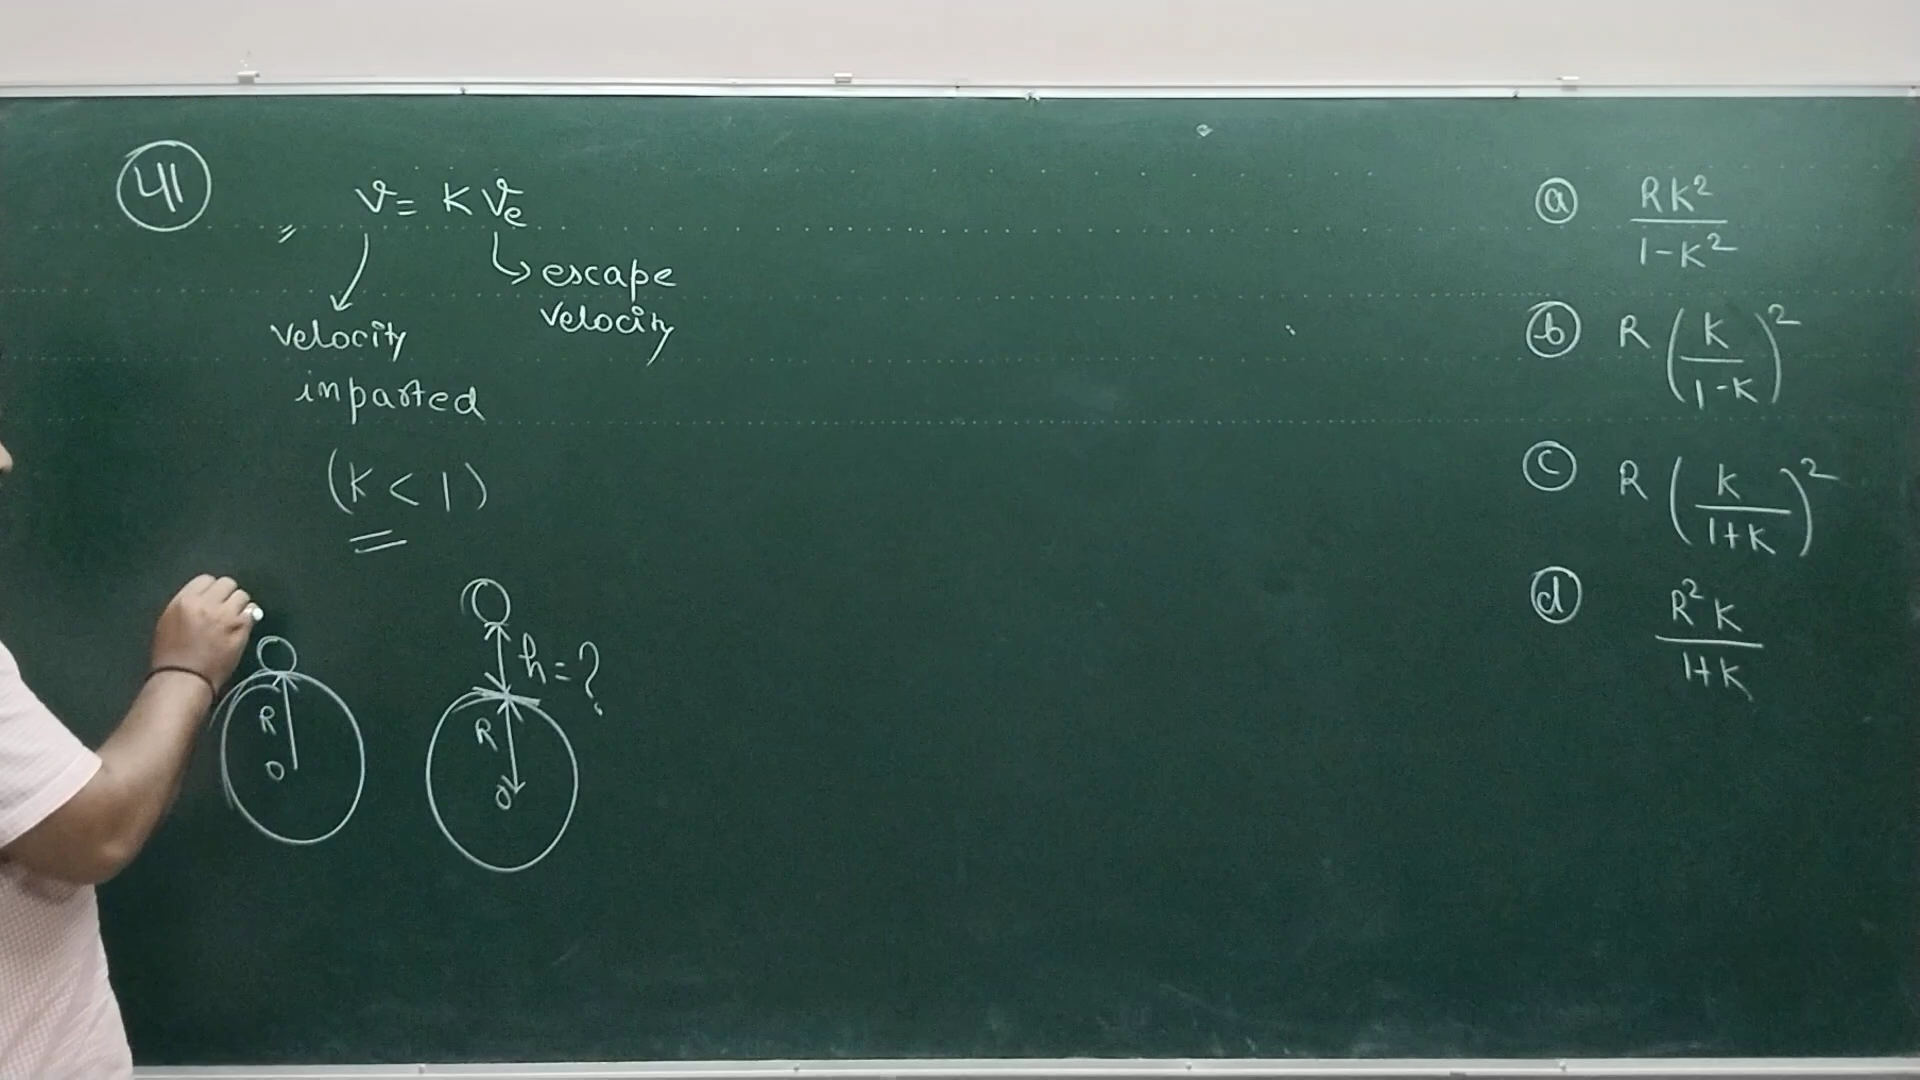 41
v = K Ve
escape
velocity
velocity
imparted
(K < 1)
R
O
h = ?
R
O
a RK²/1-K²
b R (K/1-K)²
c R (K/1+K)²
d R²K/1+K